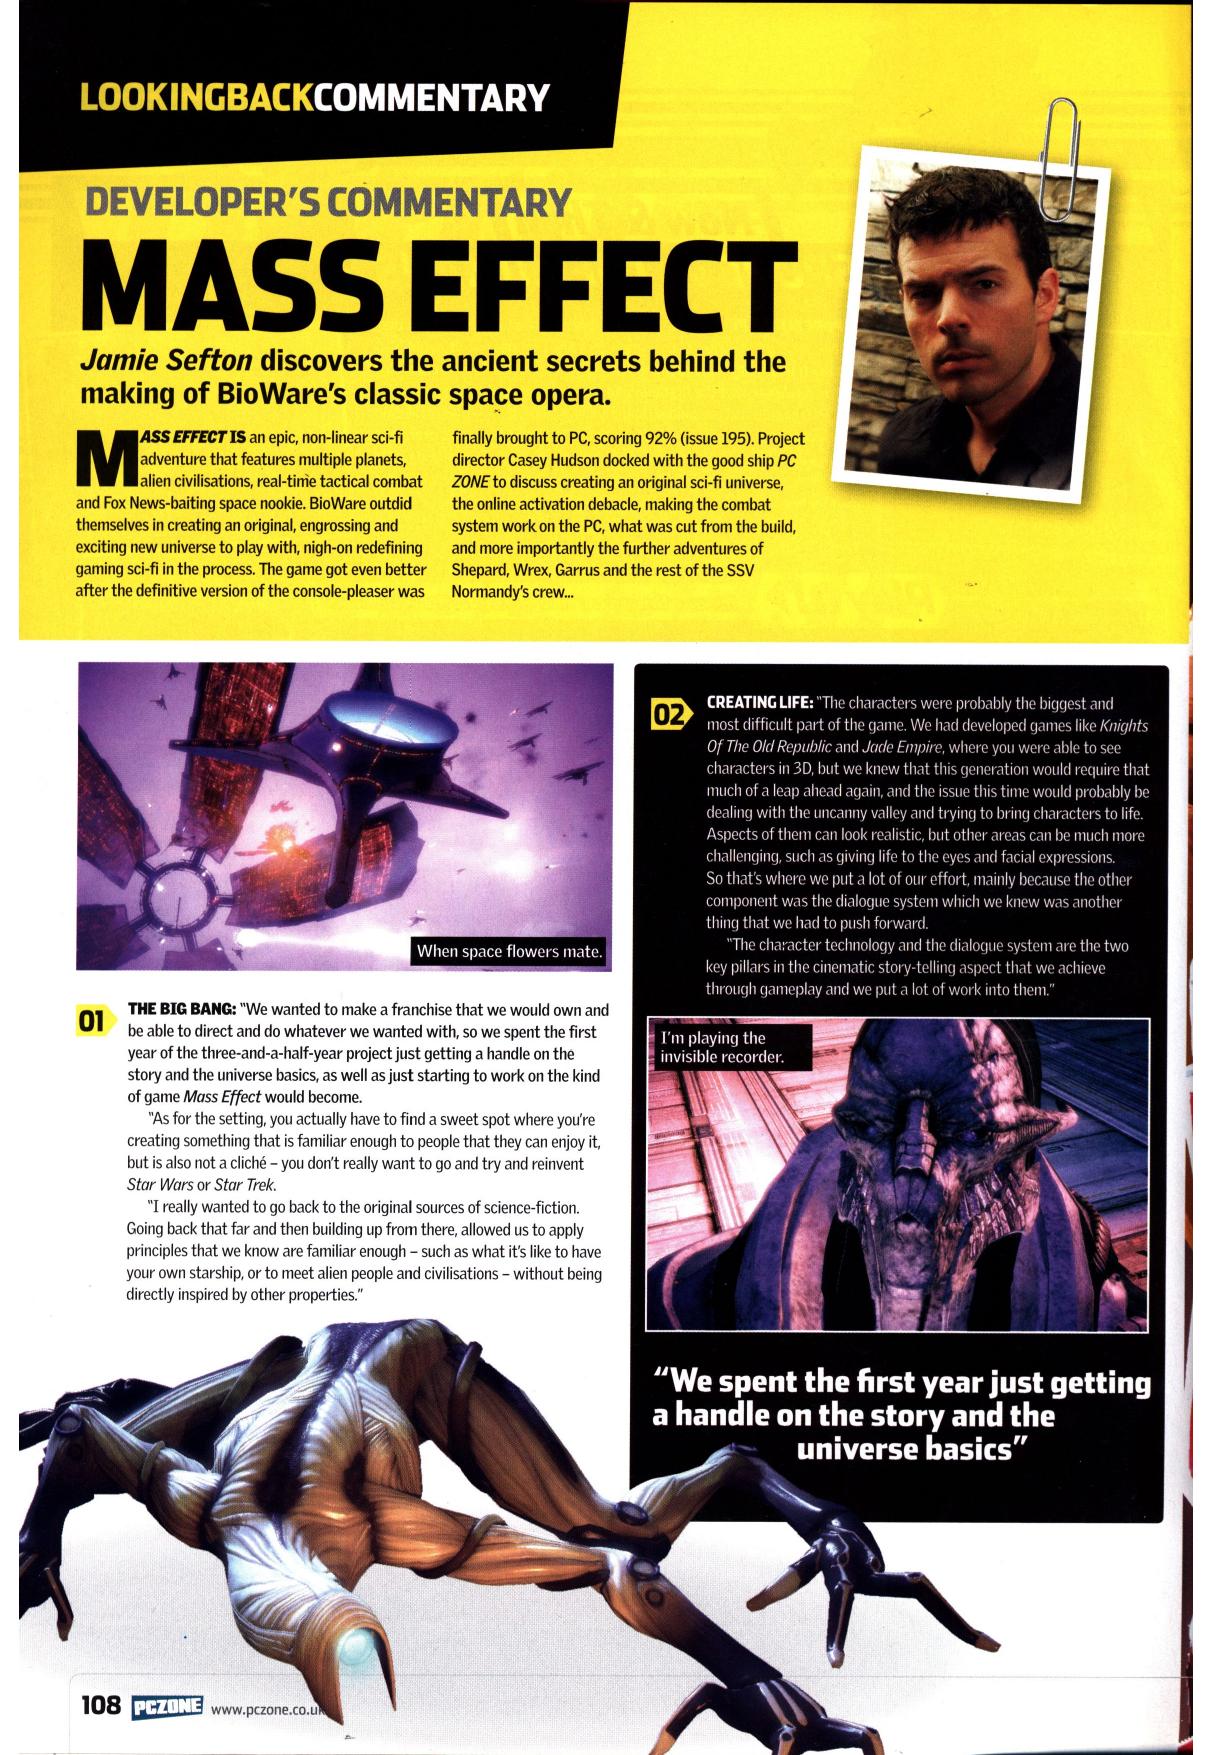 LOOKINGBACKCOMMENTARY
DEVELOPER'S COMMENTARY
MASS EFFECT
Jamie Sefton discovers the ancient secrets behind the
making of BioWare's classic space opera.
MASS EFFECT IS an epic, non-linear sci-fi
adventure that features multiple planets,
alien civilisations, real-time tactical combat
and Fox News-baiting space nookie. BioWare outdid
themselves in creating an original, engrossing and
exciting new universe to play with, nigh-on redefining
gaming sci-fi in the process. The game got even better
after the definitive version of the console-pleaser was
finally brought to PC, scoring 92% (issue 195). Project
director Casey Hudson docked with the good ship PC
ZONE to discuss creating an original sci-fi universe,
the online activation debacle, making the combat
system work on the PC, what was cut from the build,
and more importantly the further adventures of
Shepard, Wrex, Garrus and the rest of the SSV
Normandy's crew...
When space flowers mate.
01 THE BIG BANG: "We wanted to make a franchise that we would own and
be able to direct and do whatever we wanted with, so we spent the first
year of the three-and-a-half-year project just getting a handle on the
story and the universe basics, as well as just starting to work on the kind
of game Mass Effect would become.
"As for the setting, you actually have to find a sweet spot where you're
creating something that is familiar enough to people that they can enjoy it,
but is also not a cliché – you don't really want to go and try and reinvent
Star Wars or Star Trek.
"I really wanted to go back to the original sources of science-fiction.
Going back that far and then building up from there, allowed us to apply
principles that we know are familiar enough – such as what it's like to have
your own starship, or to meet alien people and civilisations – without being
directly inspired by other properties."
02 CREATING LIFE: "The characters were probably the biggest and
most difficult part of the game. We had developed games like Knights
Of The Old Republic and Jade Empire, where you were able to see
characters in 3D, but we knew that this generation would require that
much of a leap ahead again, and the issue this time would probably be
dealing with the uncanny valley and trying to bring characters to life.
Aspects of them can look realistic, but other areas can be much more
challenging, such as giving life to the eyes and facial expressions.
So that's where we put a lot of our effort, mainly because the other
component was the dialogue system which we knew was another
thing that we had to push forward.
"The character technology and the dialogue system are the two
key pillars in the cinematic story-telling aspect that we achieve
through gameplay and we put a lot of work into them."
I'm playing the
invisible recorder.
"We spent the first year just getting
a handle on the story and the
universe basics"
108 PCZONE www.pczone.co.uk